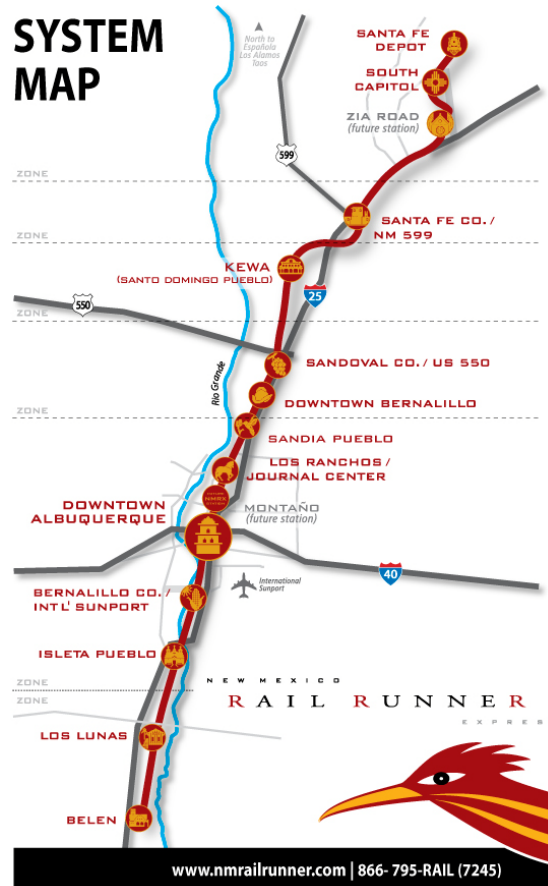 SYSTEM
MAP
North to
Española
Los Alamos
Taos
SANTA FE
DEPOT
SOUTH
CAPITOL
ZIA ROAD
(future station)
599
ZONE
SANTA FE CO. /
NM 599
ZONE
KEWA
(SANTO DOMINGO PUEBLO)
25
550
ZONE
SANDOVAL CO. / US 550
Rio Grande
DOWNTOWN BERNALILLO
ZONE
SANDIA PUEBLO
LOS RANCHOS /
JOURNAL CENTER
DOWNTOWN
ALBUQUERQUE
MONTAÑO
(future station)
40
BERNALILLO CO. /
INT'L SUNPORT
International
Sunport
ISLETA PUEBLO
ZONE
ZONE
NEW MEXICO
RAIL RUNNER
EXPRES
LOS LUNAS
BELEN
www.nmrailrunner.com | 866- 795-RAIL (7245)